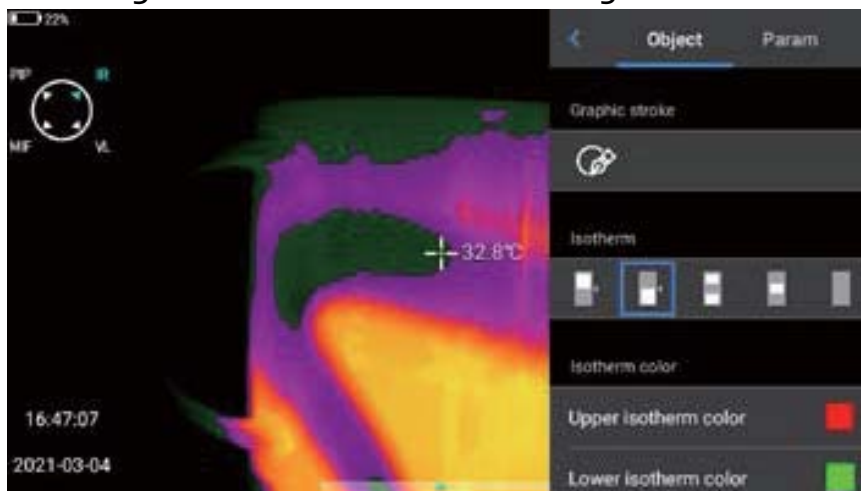 22%
PIP IR
MIF VL
32.8℃
16:47:07
2021-03-04
Object Param
Graphic stroke
Isotherm
Isotherm color
Upper isotherm color
Lower isotherm color